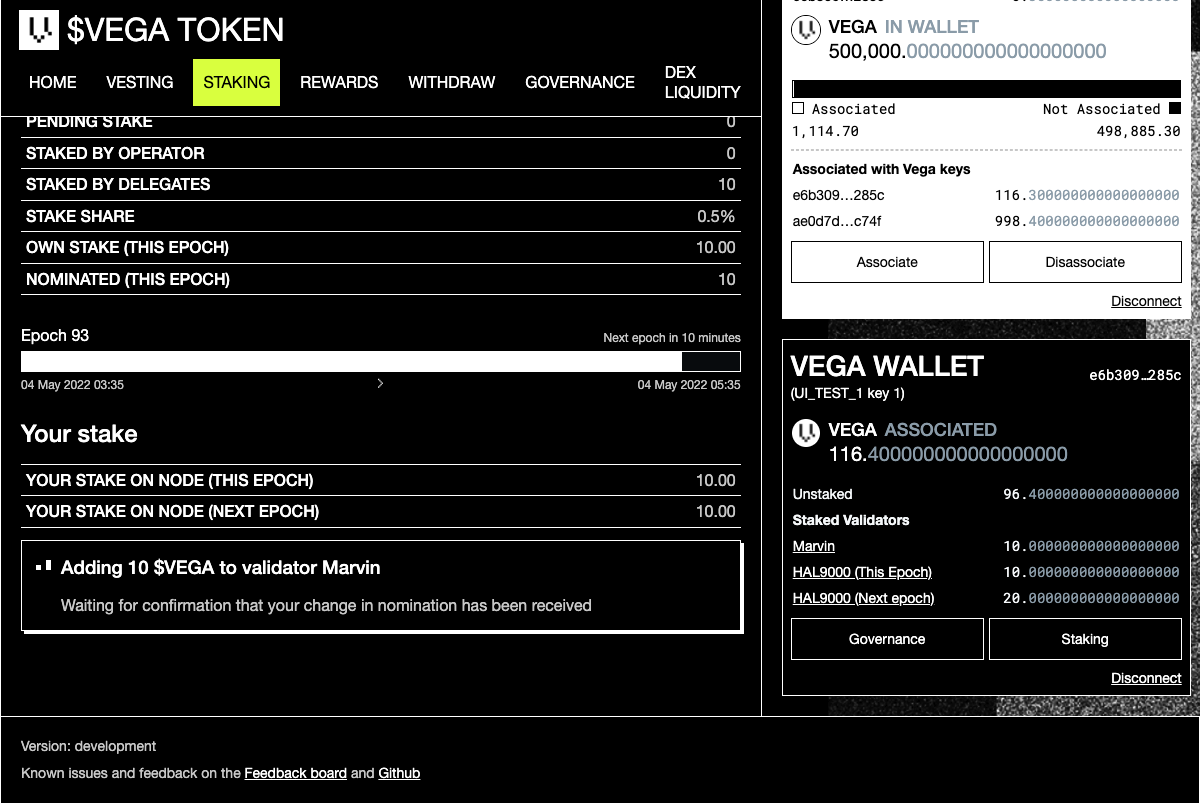 $VEGA TOKEN
HOME VESTING STAKING REWARDS WITHDRAW GOVERNANCE DEX LIQUIDITY
PENDING STAKE 0
STAKED BY OPERATOR 0
STAKED BY DELEGATES 10
STAKE SHARE 0.5%
OWN STAKE (THIS EPOCH) 10.00
NOMINATED (THIS EPOCH) 10
Epoch 93 Next epoch in 10 minutes
04 May 2022 03:35 04 May 2022 05:35
Your stake
YOUR STAKE ON NODE (THIS EPOCH) 10.00
YOUR STAKE ON NODE (NEXT EPOCH) 10.00
Adding 10 $VEGA to validator Marvin
Waiting for confirmation that your change in nomination has been received
VEGA IN WALLET
500,000.000000000000000000
Associated Not Associated
1,114.70 498,885.30
Associated with Vega keys
e6b309…285c 116.300000000000000000
ae0d7d…c74f 998.400000000000000000
Associate Disassociate
Disconnect
VEGA WALLET e6b309…285c
(UI_TEST_1 key 1)
VEGA ASSOCIATED
116.400000000000000000
Unstaked 96.400000000000000000
Staked Validators
Marvin 10.000000000000000000
HAL9000 (This Epoch) 10.000000000000000000
HAL9000 (Next epoch) 20.000000000000000000
Governance Staking
Disconnect
Version: development
Known issues and feedback on the Feedback board and Github